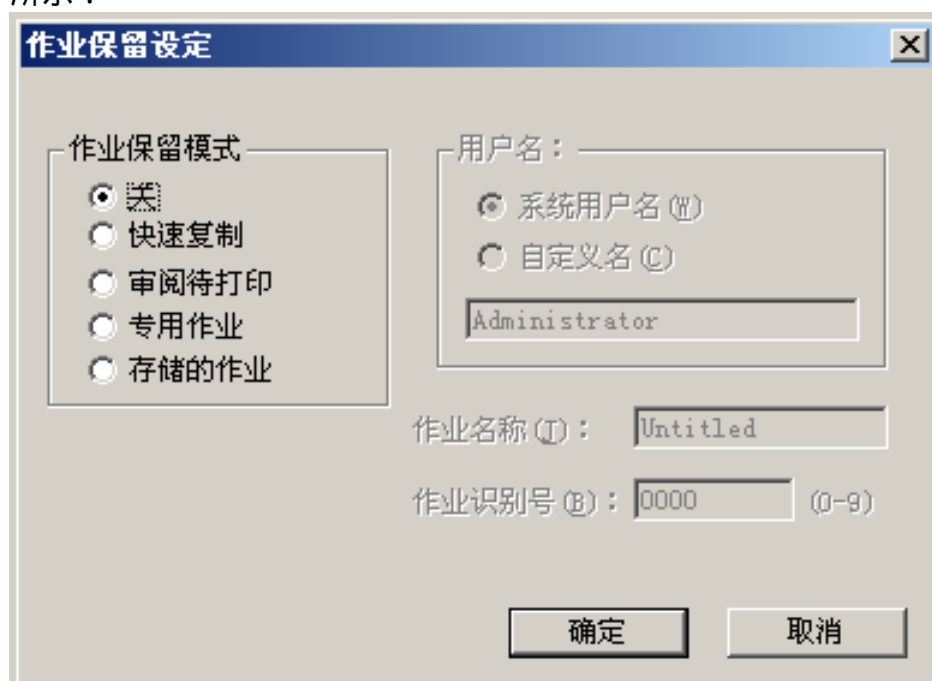 所示：
作业保留设定
作业保留模式
关
快速复制
审阅待打印
专用作业
存储的作业
用户名：
系统用户名(W)
自定义名(C)
Administrator
作业名称(J)：
Untitled
作业识别号(B)：
0000
(0-9)
确定
取消